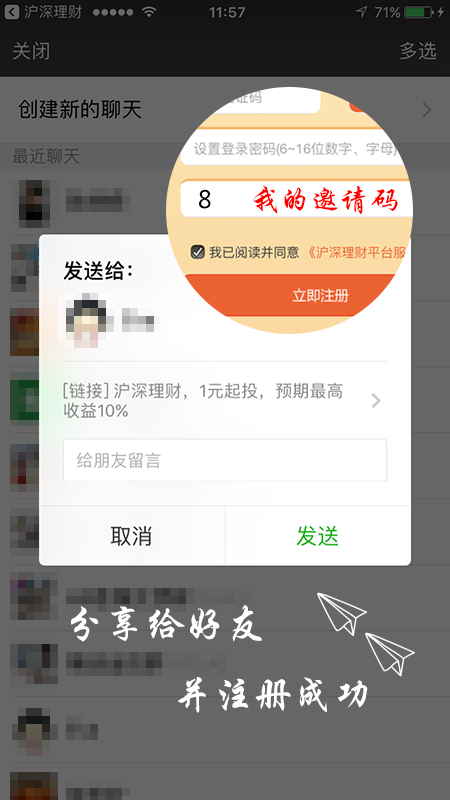 沪深理财
11:57
71%
关闭
多选
创建新的聊天
最近聊天
证码
设置登录密码(6~16位数字、字母)
8 我的邀请码
我已阅读并同意《沪深理财平台服
立即注册
发送给：
[链接] 沪深理财，1元起投，预期最高
收益10%
给朋友留言
取消
发送
分享给好友
并注册成功